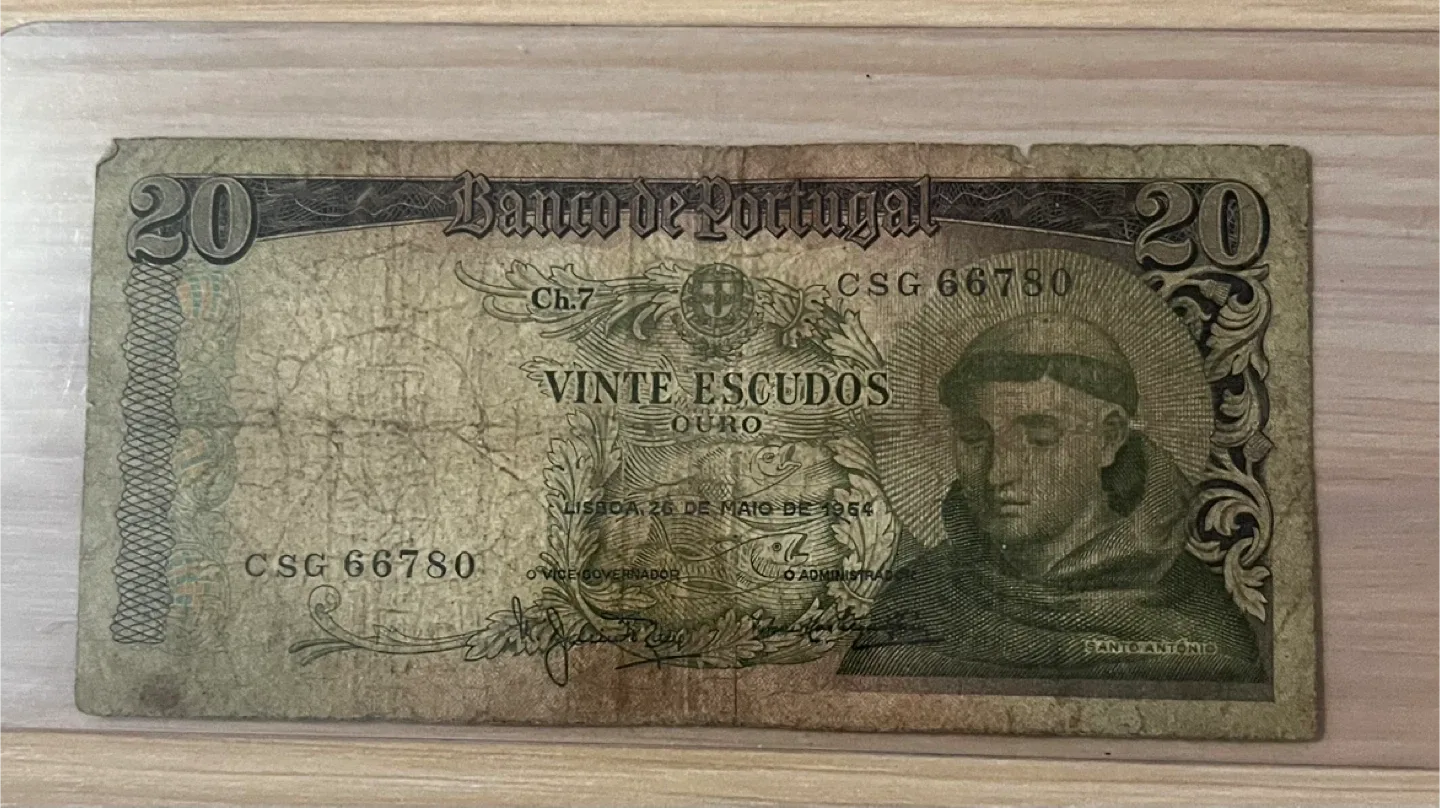 20 Banco de Portugal 20
Ch.7 CSG 66780
VINTE ESCUDOS
OURO
LISBOA, 26 DE MAIO DE 1964
CSG 66780
O VICE-GOVERNADOR O ADMINISTRADOR
SANTO ANTÓNIO